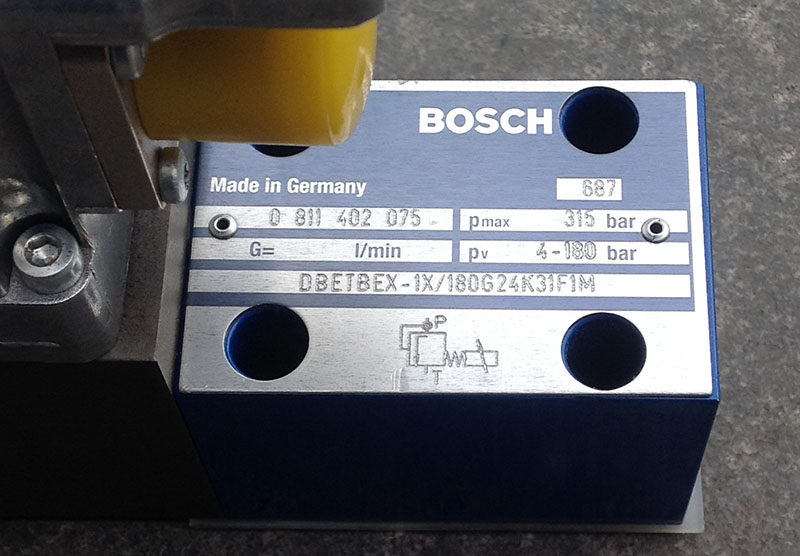 BOSCH
Made in Germany 687
0 811 402 075 pmax 315 bar
G= l/min pv 4-180 bar
DBETBEX-1X/180G24K31F1M
P
T